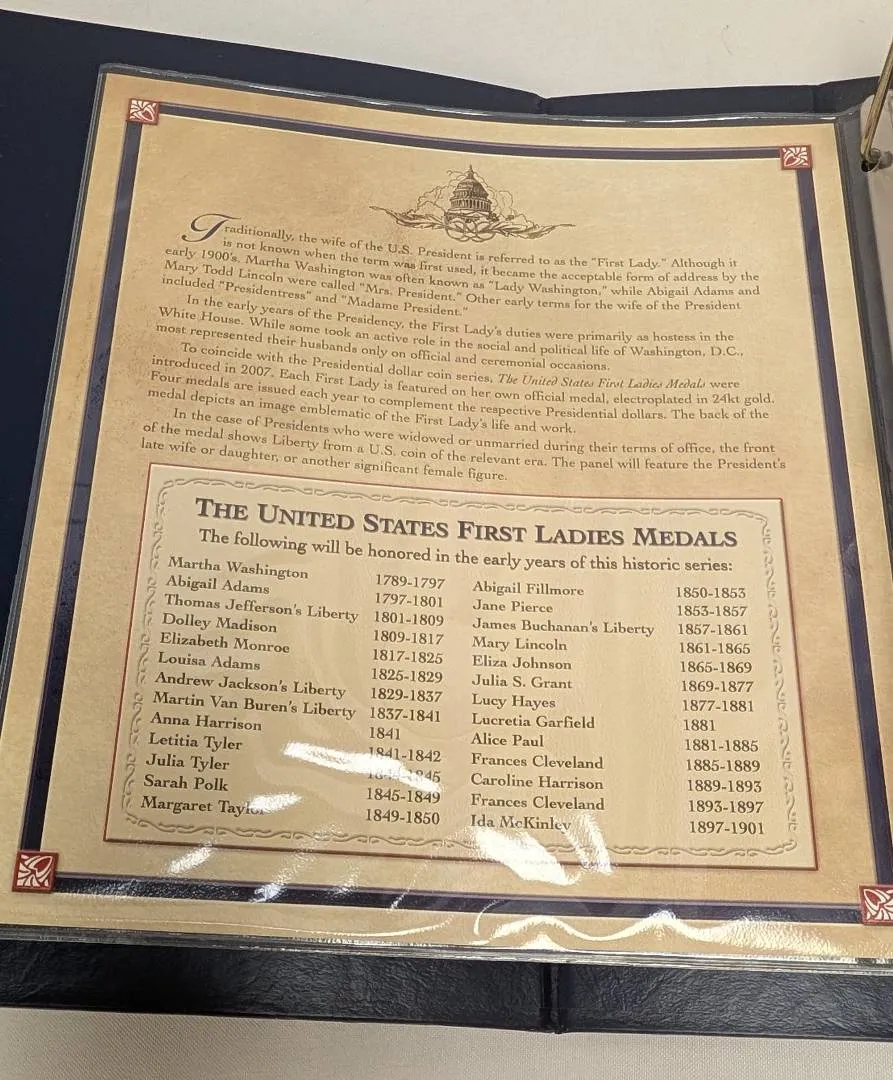 Traditionally, the wife of the U.S. President is referred to as the "First Lady." Although it
is not known when the term was first used, it became the acceptable form of address by the
early 1900's. Martha Washington was often known as "Lady Washington," while Abigail Adams and
Mary Todd Lincoln were called "Mrs. President." Other early terms for the wife of the President
included "Presidentress" and "Madame President."
In the early years of the Presidency, the First Lady's duties were primarily as hostess in the
White House. While some took an active role in the social and political life of Washington, D.C.,
most represented their husbands only on official and ceremonial occasions.
To coincide with the Presidential dollar coin series, The United States First Ladies Medals were
introduced in 2007. Each First Lady is featured on her own official medal, electroplated in 24kt gold.
Four medals are issued each year to complement the respective Presidential dollars. The back of the
medal depicts an image emblematic of the First Lady's life and work.
In the case of Presidents who were widowed or unmarried during their terms of office, the front
of the medal shows Liberty from a U.S. coin of the relevant era. The panel will feature the President's
late wife or daughter, or another significant female figure.
THE UNITED STATES FIRST LADIES MEDALS
The following will be honored in the early years of this historic series:
Martha Washington 1789-1797
Abigail Adams 1797-1801
Thomas Jefferson's Liberty 1801-1809
Dolley Madison 1809-1817
Elizabeth Monroe 1817-1825
Louisa Adams 1825-1829
Andrew Jackson's Liberty 1829-1837
Martin Van Buren's Liberty 1837-1841
Anna Harrison 1841
Letitia Tyler 1841-1842
Julia Tyler
Sarah Polk 1845-1849
Margaret Taylor 1849-1850
Abigail Fillmore 1850-1853
Jane Pierce 1853-1857
James Buchanan's Liberty 1857-1861
Mary Lincoln 1861-1865
Eliza Johnson 1865-1869
Julia S. Grant 1869-1877
Lucy Hayes 1877-1881
Lucretia Garfield 1881
Alice Paul 1881-1885
Frances Cleveland 1885-1889
Caroline Harrison 1889-1893
Frances Cleveland 1893-1897
Ida McKinley 1897-1901